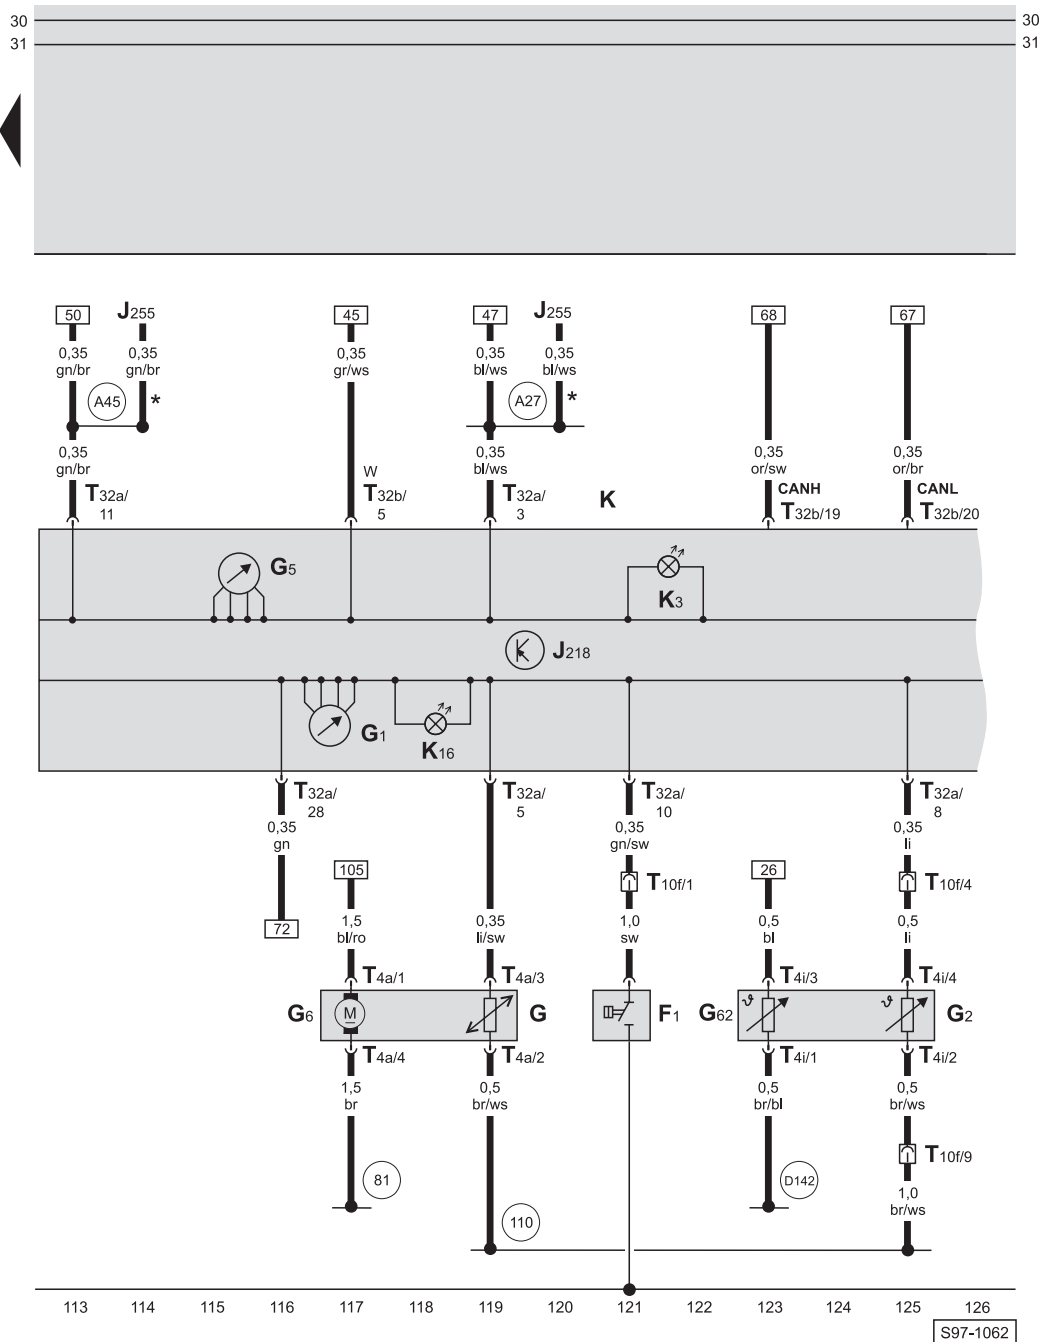 30 30
31 31
50 J255 45 47 J255 68 67
0,35 0,35 0,35 0,35 0,35
gn/br gn/br gr/ws bl/ws bl/ws
A45 * A27 *
0,35 0,35 0,35 0,35
gn/br bl/ws or/sw or/br
W CANH CANL
T32a/ T32b/ T32a/ K T32b/19 T32b/20
11 5 3
G5
K3
J218
G1
K16
T32a/ T32a/ T32a/ T32a/
28 5 10 8
0,35 0,35 0,35
gn gn/sw li
105 26
T10f/1 T10f/4
72
1,5 0,35 1,0 0,5 0,5
bl/ro li/sw sw bl li
T4a/1 T4a/3 T4i/3 T4i/4
G6 M G F1 G62 ϑ ϑ G2
T4a/4 T4a/2 T4i/1 T4i/2
1,5 0,5 0,5 0,5
br br/ws br/bl br/ws
T10f/9
81 D142
1,0
br/ws
110
113 114 115 116 117 118 119 120 121 122 123 124 125 126
S97-1062